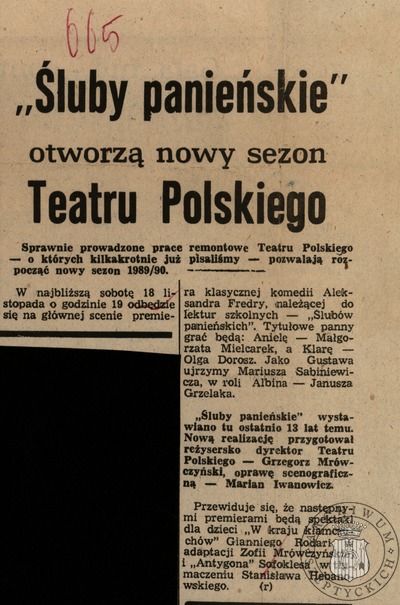 665
„Śluby panieńskie”
otworzą nowy sezon
Teatru Polskiego
Sprawnie prowadzone prace remontowe Teatru Polskiego
— o których kilkakrotnie już pisaliśmy — pozwalają roz-
począć nowy sezon 1989/90.
W najbliższą sobotę 18 li-
stopada o godzinie 19 odbędzie
się na głównej scenie premie-
ra klasycznej komedii Alek-
sandra Fredry, należącej do
lektur szkolnych — „Ślubów
panieńskich”. Tytułowe panny
grać będą: Anielę — Małgo-
rzata Mielcarek, a Klarę —
Olga Dorosz. Jako Gustawa
ujrzymy Mariusza Sabiniewi-
cza, w roli Albina — Janusza
Grzelaka.
„Śluby panieńskie” wysta-
wiano tu ostatnio 13 lat temu.
Nową realizację przygotował
reżysersko dyrektor Teatru
Polskiego — Grzegorz Mrów-
czyński, oprawę scenograficz-
ną — Marian Iwanowicz.
Przewiduje się, że następny-
mi premierami będą spektakl
dla dzieci „W kraju kłamczu-
chów” Gianniego Rodari w
adaptacji Zofii Mrówczyńskiej
i „Antygona” Sofoklesa w tłu-
maczeniu Stanisława Hebano-
wskiego. (r)